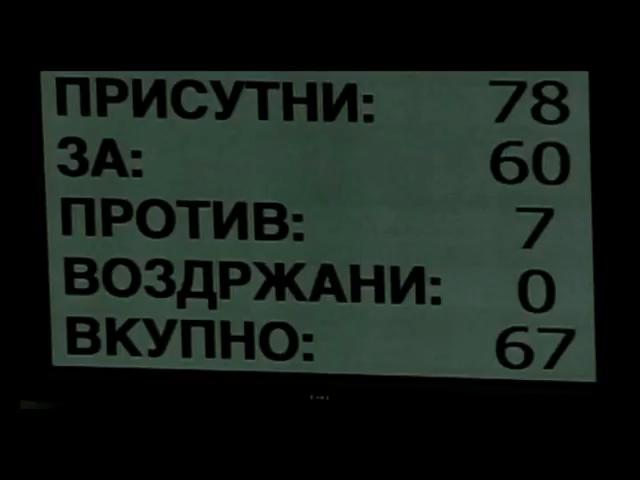 ПРИСУТНИ: 78
ЗА: 60
ПРОТИВ: 7
ВОЗДРЖАНИ: 0
ВКУПНО: 67